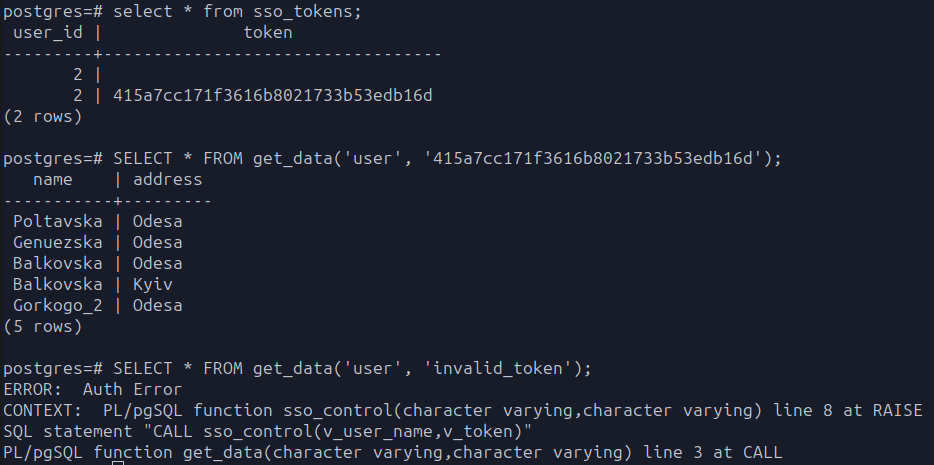 postgres=# select * from sso_tokens;
 user_id |              token
---------+----------------------------------
       2 |
       2 | 415a7cc171f3616b8021733b53edb16d
(2 rows)

postgres=# SELECT * FROM get_data('user', '415a7cc171f3616b8021733b53edb16d');
   name    | address
-----------+---------
 Poltavska | Odesa
 Genuezska | Odesa
 Balkovska | Odesa
 Balkovska | Kyiv
 Gorkogo_2 | Odesa
(5 rows)

postgres=# SELECT * FROM get_data('user', 'invalid_token');
ERROR:  Auth Error
CONTEXT:  PL/pgSQL function sso_control(character varying,character varying) line 8 at RAISE
SQL statement "CALL sso_control(v_user_name,v_token)"
PL/pgSQL function get_data(character varying,character varying) line 3 at CALL